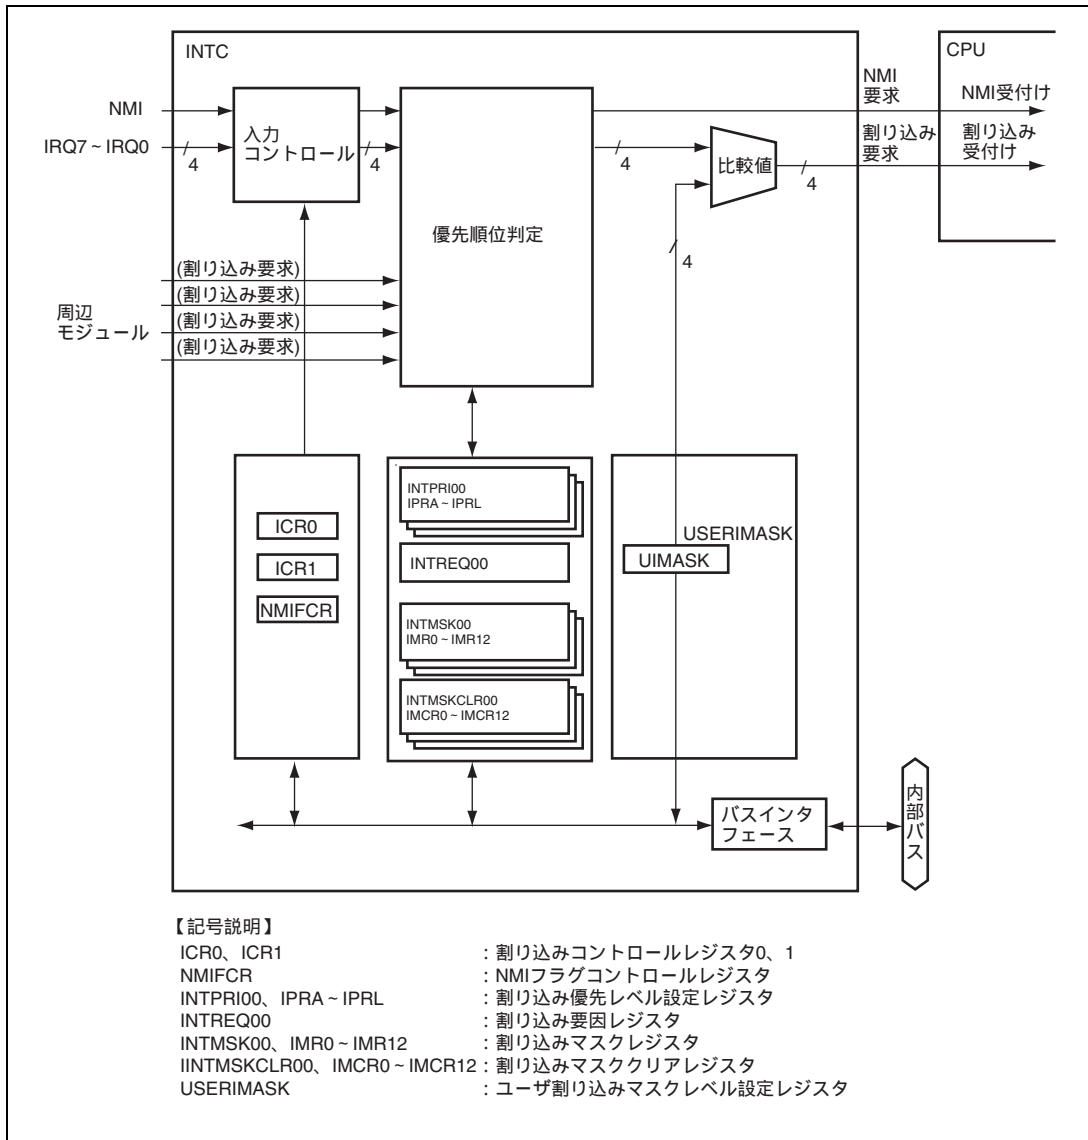 INTC
CPU
NMI
要求
NMI受付け
NMI
IRQ7～IRQ0
4
入力
コントロール
4
優先順位判定
4
比較値
4
割り込み
要求
割り込み
受付け
4
(割り込み要求)
(割り込み要求)
(割り込み要求)
(割り込み要求)
周辺
モジュール
ICR0
ICR1
NMIFCR
INTPRI00
IPRA～IPRL
INTREQ00
INTMSK00
IMR0～IMR12
INTMSKCLR00
IMCR0～IMCR12
USERIMASK
UIMASK
バスインタ
フェース
内部バス
【記号説明】
ICR0、ICR1：割り込みコントロールレジスタ0、1
NMIFCR：NMIフラグコントロールレジスタ
INTPRI00、IPRA～IPRL：割り込み優先レベル設定レジスタ
INTREQ00：割り込み要因レジスタ
INTMSK00、IMR0～IMR12：割り込みマスクレジスタ
IINTMSKCLR00、IMCR0～IMCR12：割り込みマスククリアレジスタ
USERIMASK：ユーザ割り込みマスクレベル設定レジスタ